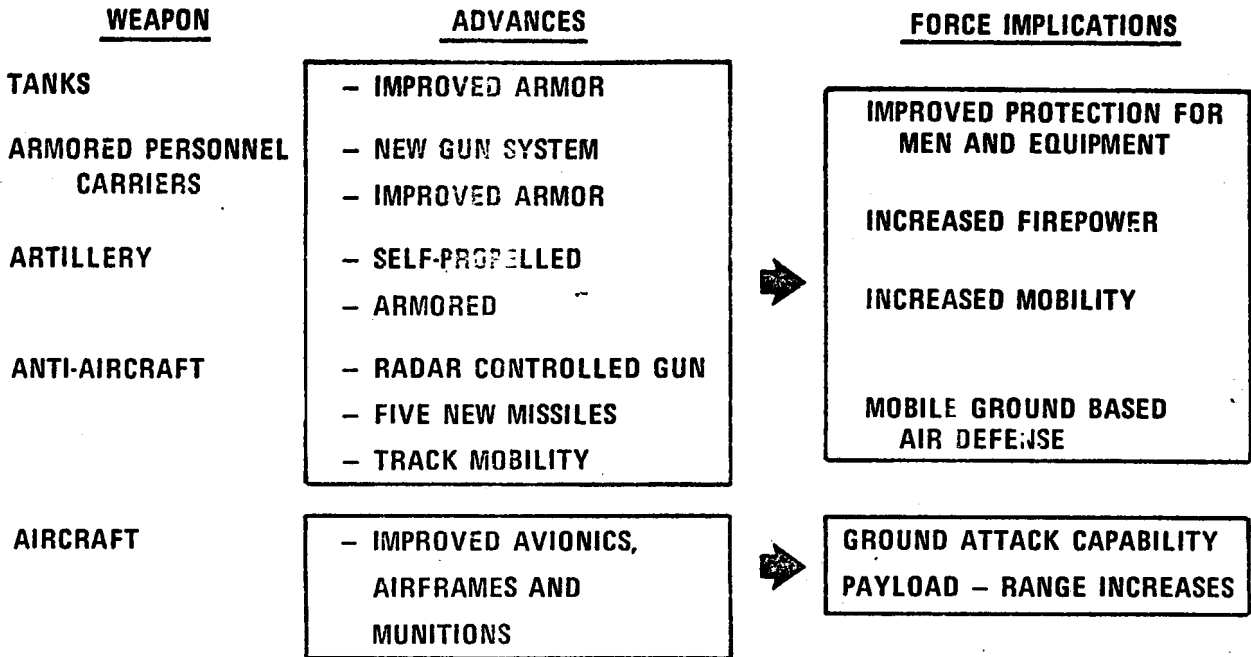 WEAPON ADVANCES FORCE IMPLICATIONS
TANKS
– IMPROVED ARMOR
ARMORED PERSONNEL
CARRIERS
– NEW GUN SYSTEM
– IMPROVED ARMOR
ARTILLERY
– SELF-PROPELLED
– ARMORED
ANTI-AIRCRAFT
– RADAR CONTROLLED GUN
– FIVE NEW MISSILES
– TRACK MOBILITY
IMPROVED PROTECTION FOR
MEN AND EQUIPMENT
INCREASED FIREPOWER
INCREASED MOBILITY
MOBILE GROUND BASED
AIR DEFENSE
AIRCRAFT
– IMPROVED AVIONICS,
AIRFRAMES AND
MUNITIONS
GROUND ATTACK CAPABILITY
PAYLOAD – RANGE INCREASES